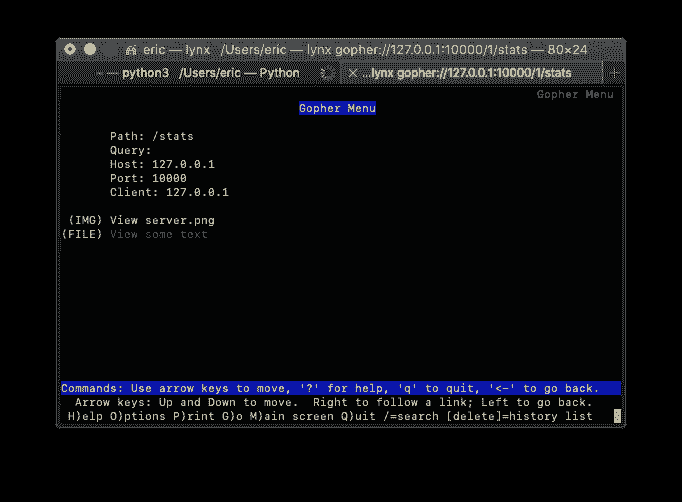 eric — lynx /Users/eric — lynx gopher://127.0.0.1:10000/1/stats — 80×24
~ — python3 /Users/eric — Python
...lynx gopher://127.0.0.1:10000/1/stats
Gopher Menu
Gopher Menu
Path: /stats
Query:
Host: 127.0.0.1
Port: 10000
Client: 127.0.0.1
(IMG) View server.png
(FILE) View some text
Commands: Use arrow keys to move, '?' for help, 'q' to quit, '<-' to go back.
Arrow keys: Up and Down to move. Right to follow a link; Left to go back.
H)elp O)ptions P)rint G)o M)ain screen Q)uit /=search [delete]=history list